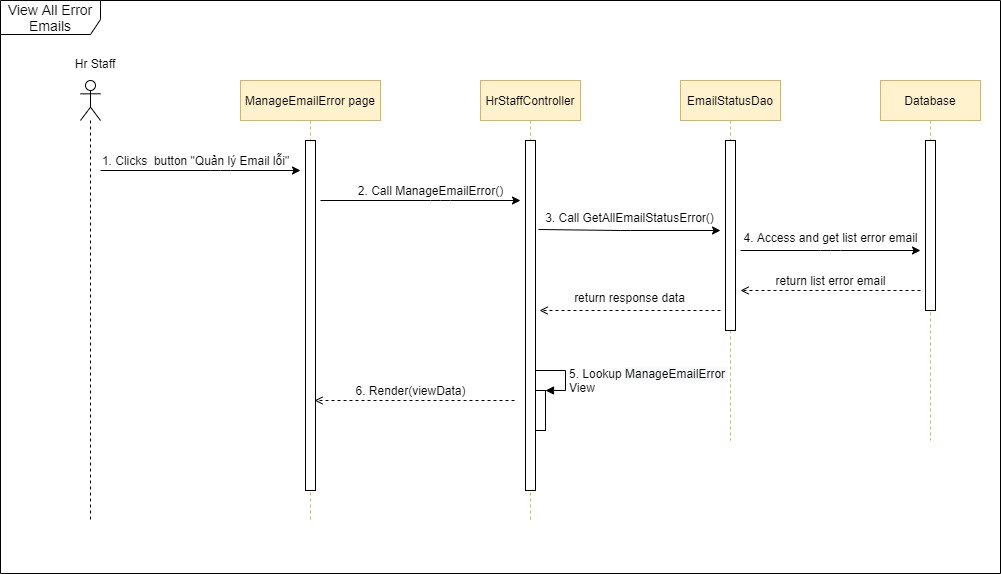 View All Error
Emails
Hr Staff
ManageEmailError page
HrStaffController
EmailStatusDao
Database
1. Clicks button "Quản lý Email lỗi"
2. Call ManageEmailError()
3. Call GetAllEmailStatusError()
4. Access and get list error email
return list error email
return response data
5. Lookup ManageEmailError
View
6. Render(viewData)